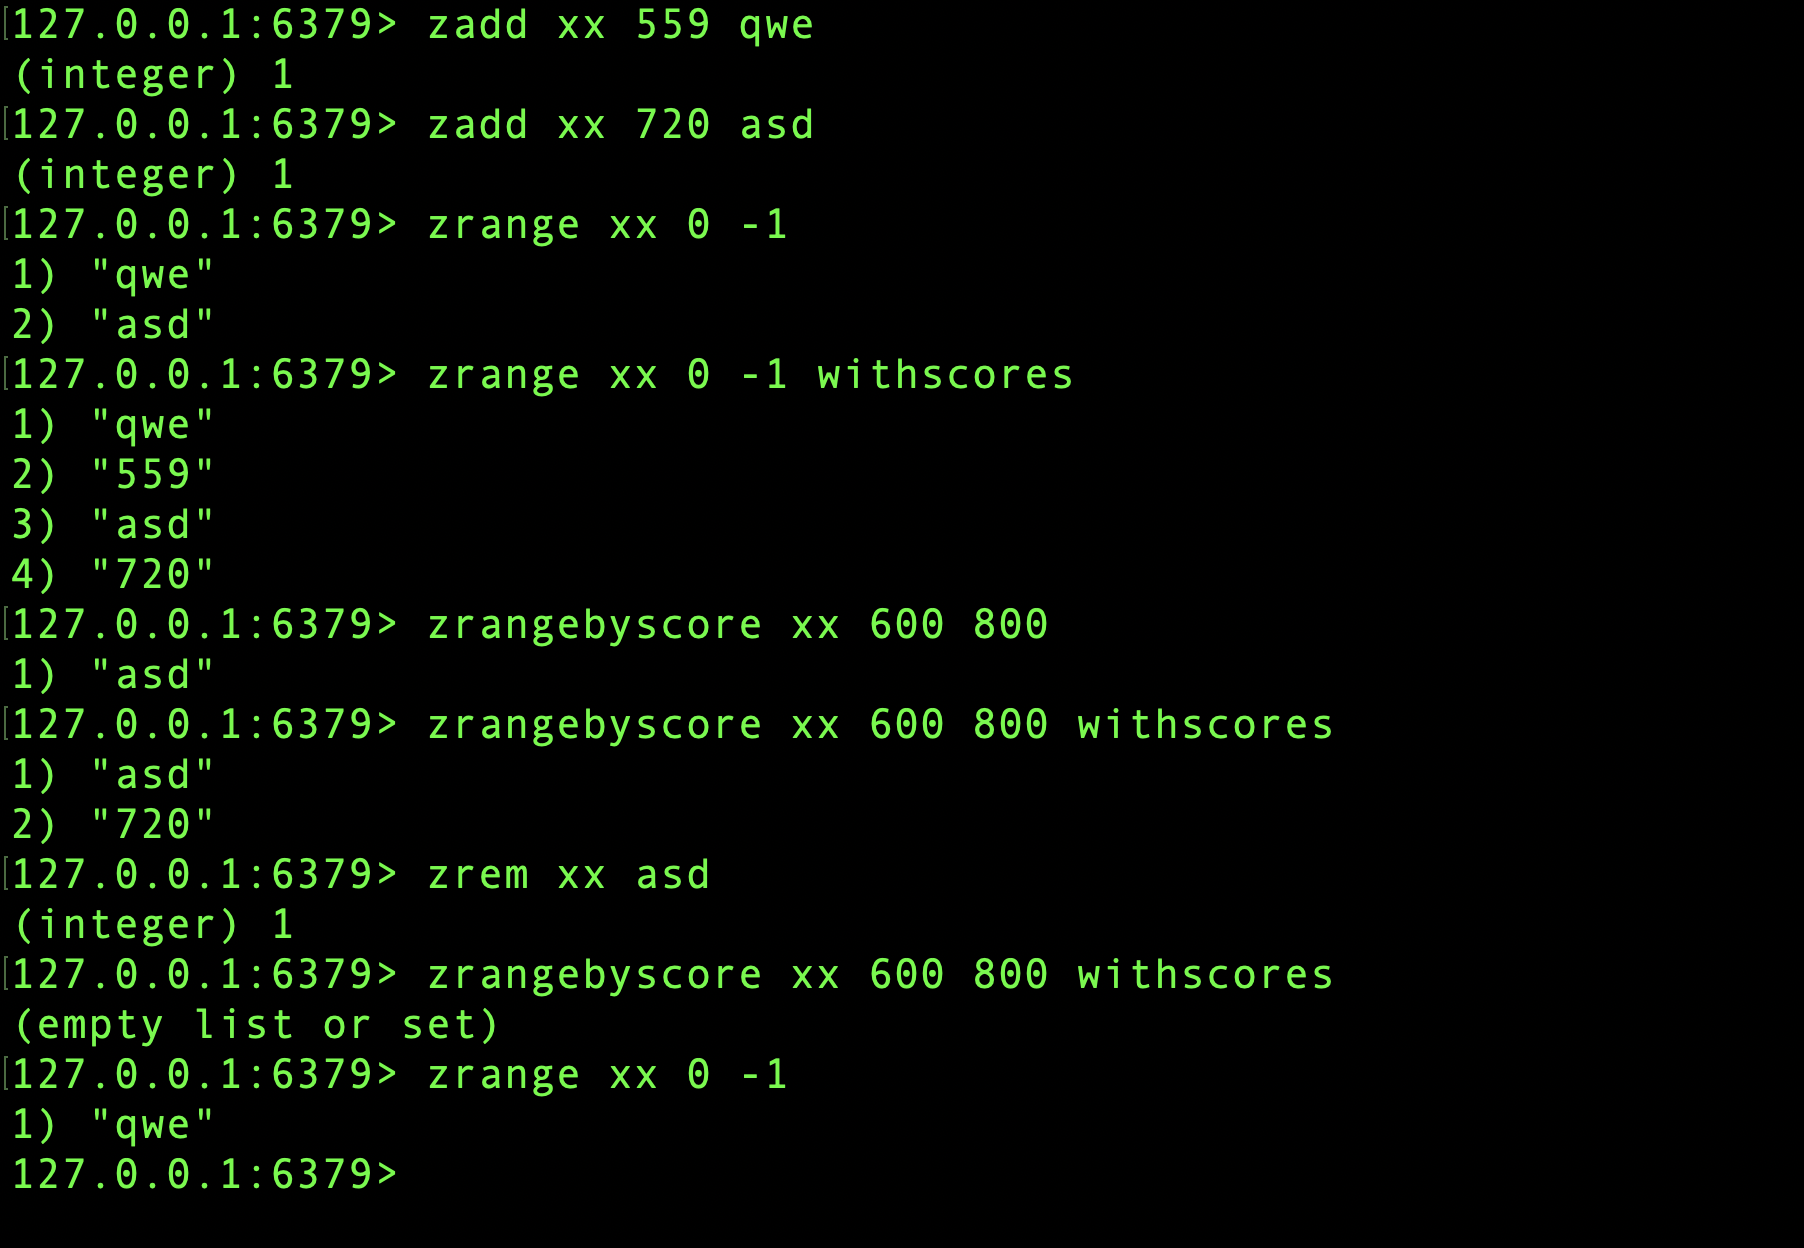 [127.0.0.1:6379> zadd xx 559 qwe
(integer) 1
[127.0.0.1:6379> zadd xx 720 asd
(integer) 1
[127.0.0.1:6379> zrange xx 0 -1
1) "qwe"
2) "asd"
[127.0.0.1:6379> zrange xx 0 -1 withscores
1) "qwe"
2) "559"
3) "asd"
4) "720"
[127.0.0.1:6379> zrangebyscore xx 600 800
1) "asd"
[127.0.0.1:6379> zrangebyscore xx 600 800 withscores
1) "asd"
2) "720"
[127.0.0.1:6379> zrem xx asd
(integer) 1
[127.0.0.1:6379> zrangebyscore xx 600 800 withscores
(empty list or set)
[127.0.0.1:6379> zrange xx 0 -1
1) "qwe"
127.0.0.1:6379>